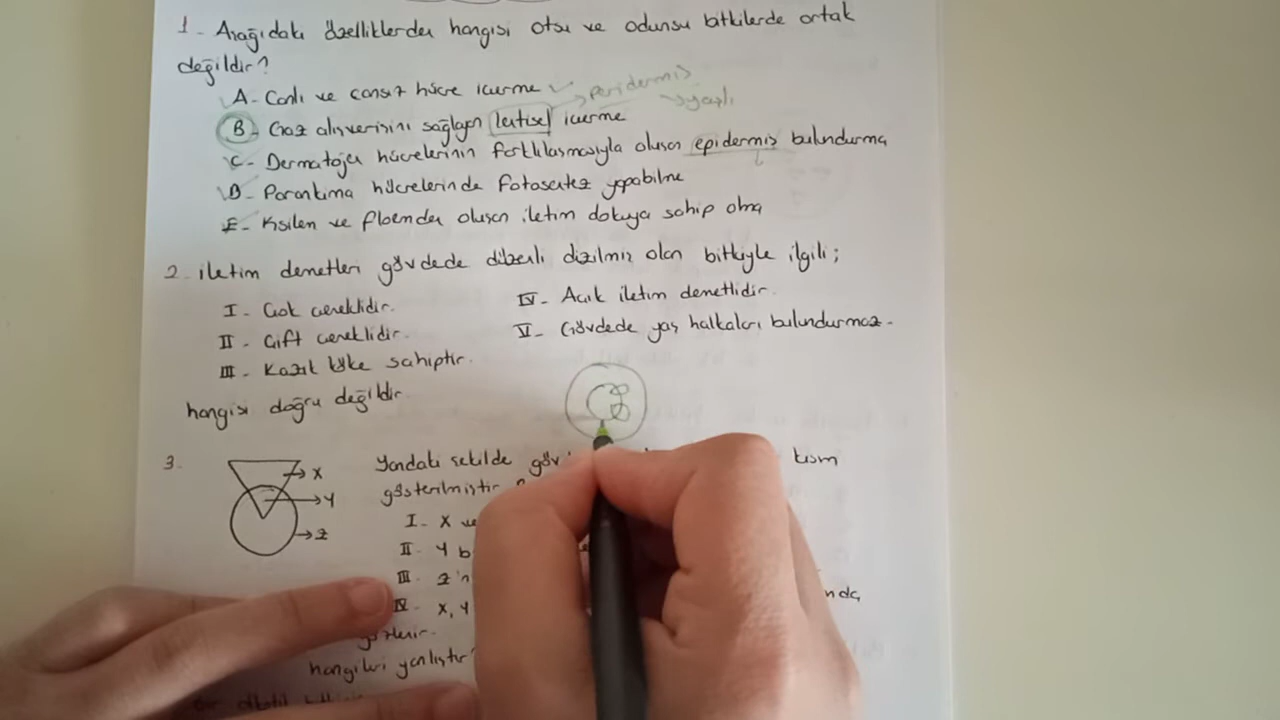 1- Aşağıdaki özelliklerden hangisi otsu ve odunsu bitkilerde ortak
değildir?
A- Canlı ve cansız hücre içerme
peridermis
yaşlı
B- Gaz alışverişini sağlayan lentisel içerme
C- Dermatojen hücrelerinin farklılaşmasıyla oluşan epidermis bulundurma
D- Parankima hücrelerinde fotosentez yapabilme
E- Ksilem ve floemden oluşan iletim dokuya sahip olma
2- iletim demetleri gövdede düzenli dizilmiş olan bitkiyle ilgili;
I- Çok çeneklidir.
IV- Açık iletim demetlidir.
II- Çift çeneklidir.
V- Gövdede yaş halkaları bulundurmaz.
III- Kazık köke sahiptir.
hangisi doğru değildir.
3.
X
Y
Z
Yandaki şekilde
kısım
gösterilmiştir
I- X ve
II- Y
III- Z'n
IV- X, Y
hangileri yanlıştır?